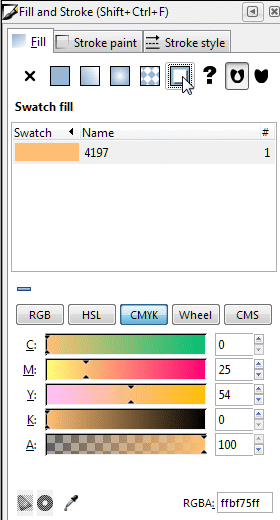 Fill and Stroke (Shift+Ctrl+F)
Fill Stroke paint Stroke style
?
Swatch fill
Swatch Name #
4197 1
RGB HSL CMYK Wheel CMS
C: 0
M: 25
Y: 54
K: 0
A: 100
RGBA: ffbf75ff